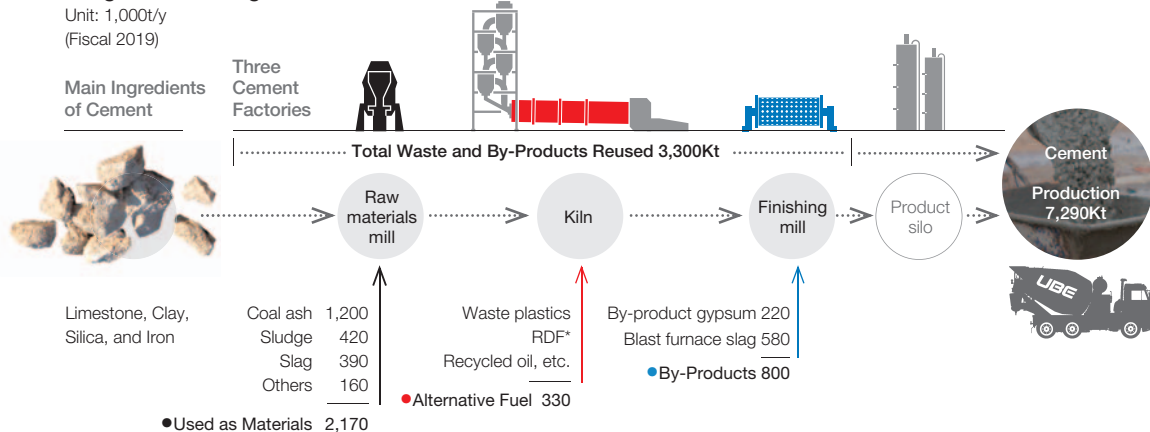 Unit: 1,000t/y
(Fiscal 2019)
Main Ingredients
of Cement
Three
Cement
Factories
Total Waste and By-Products Reused 3,300Kt
Raw
materials
mill
Kiln
Finishing
mill
Product
silo
Cement
Production
7,290Kt
UBE
Limestone, Clay,
Silica, and Iron
Coal ash 1,200
Sludge 420
Slag 390
Others 160
●Used as Materials 2,170
Waste plastics
RDF*
Recycled oil, etc.
●Alternative Fuel 330
By-product gypsum 220
Blast furnace slag 580
●By-Products 800